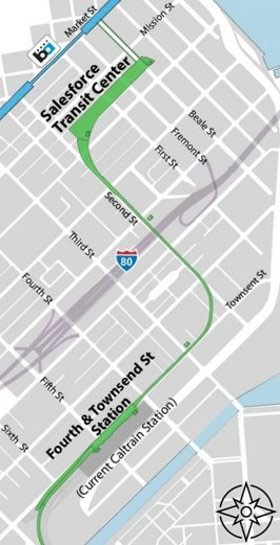 Market St
Mission St
ba
Salesforce
Transit Center
Beale St
Fremont St
First St
Second St
Third St
80
Fourth St
Townsend St
Fourth & Townsend St
Station
(Current Caltrain Station)
Fifth St
Sixth St